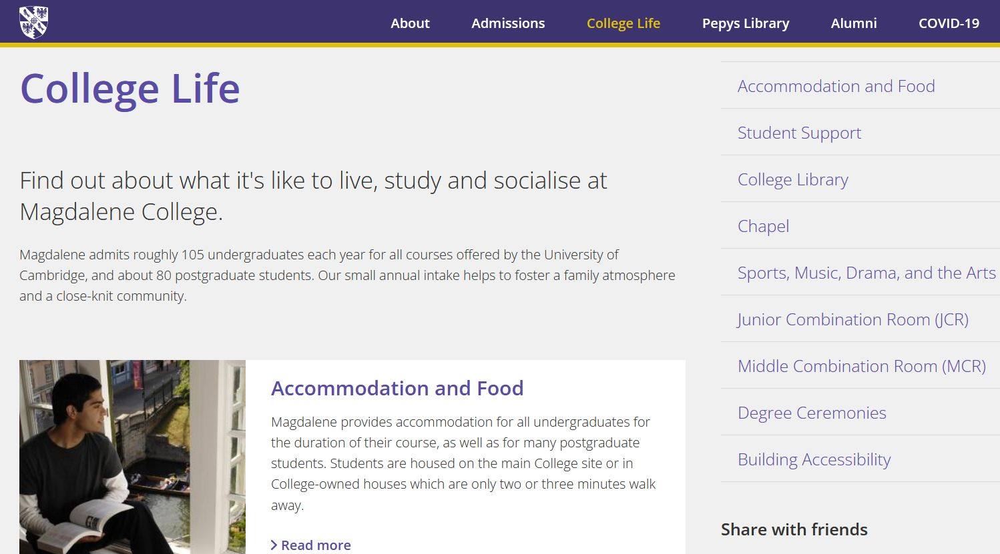 About Admissions College Life Pepys Library Alumni COVID-19
College Life
Find out about what it's like to live, study and socialise at
Magdalene College.
Magdalene admits roughly 105 undergraduates each year for all courses offered by the University of
Cambridge, and about 80 postgraduate students. Our small annual intake helps to foster a family atmosphere
and a close-knit community.
Accommodation and Food
Magdalene provides accommodation for all undergraduates for
the duration of their course, as well as for many postgraduate
students. Students are housed on the main College site or in
College-owned houses which are only two or three minutes walk
away.
Read more
Accommodation and Food
Student Support
College Library
Chapel
Sports, Music, Drama, and the Arts
Junior Combination Room (JCR)
Middle Combination Room (MCR)
Degree Ceremonies
Building Accessibility
Share with friends